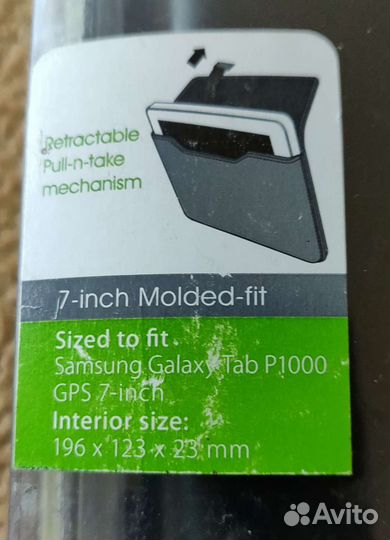 Retractable
Pull-n-take
mechanism
7-inch Molded-fit
Sized to fit
Samsung Galaxy Tab P1000
GPS 7-inch
Interior size:
196 x 123 x 23 mm
Avito